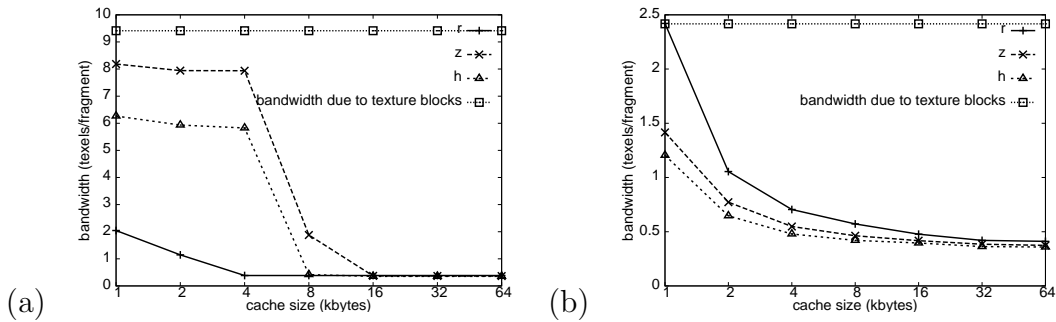 10
9
8
7
6
5
4
3
2
1
0
bandwidth (texels/fragment)
r
z
h
bandwidth due to texture blocks
1 2 4 8 16 32 64
cache size (kbytes)
(a)
2.5
2
1.5
1
0.5
0
bandwidth (texels/fragment)
r
z
h
bandwidth due to texture blocks
1 2 4 8 16 32 64
cache size (kbytes)
(b)